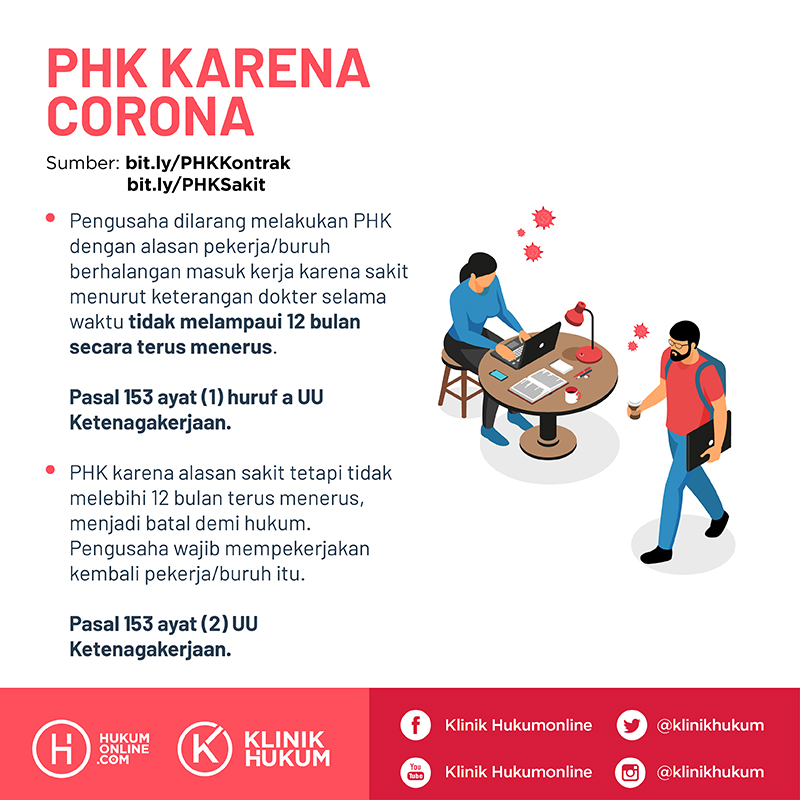 PHK KARENA
CORONA
Sumber: bit.ly/PHKKontrak
bit.ly/PHKSakit
Pengusaha dilarang melakukan PHK
dengan alasan pekerja/buruh
berhalangan masuk kerja karena sakit
menurut keterangan dokter selama
waktu tidak melampaui 12 bulan
secara terus menerus.
Pasal 153 ayat (1) huruf a UU
Ketenagakerjaan.
PHK karena alasan sakit tetapi tidak
melebihi 12 bulan terus menerus,
menjadi batal demi hukum.
Pengusaha wajib mempekerjakan
kembali pekerja/buruh itu.
Pasal 153 ayat (2) UU
Ketenagakerjaan.
H HUKUM
ONLINE
.COM
K KLINIK
HUKUM
f Klinik Hukumonline
@klinikhukum
You Tube Klinik Hukumonline
@klinikhukum